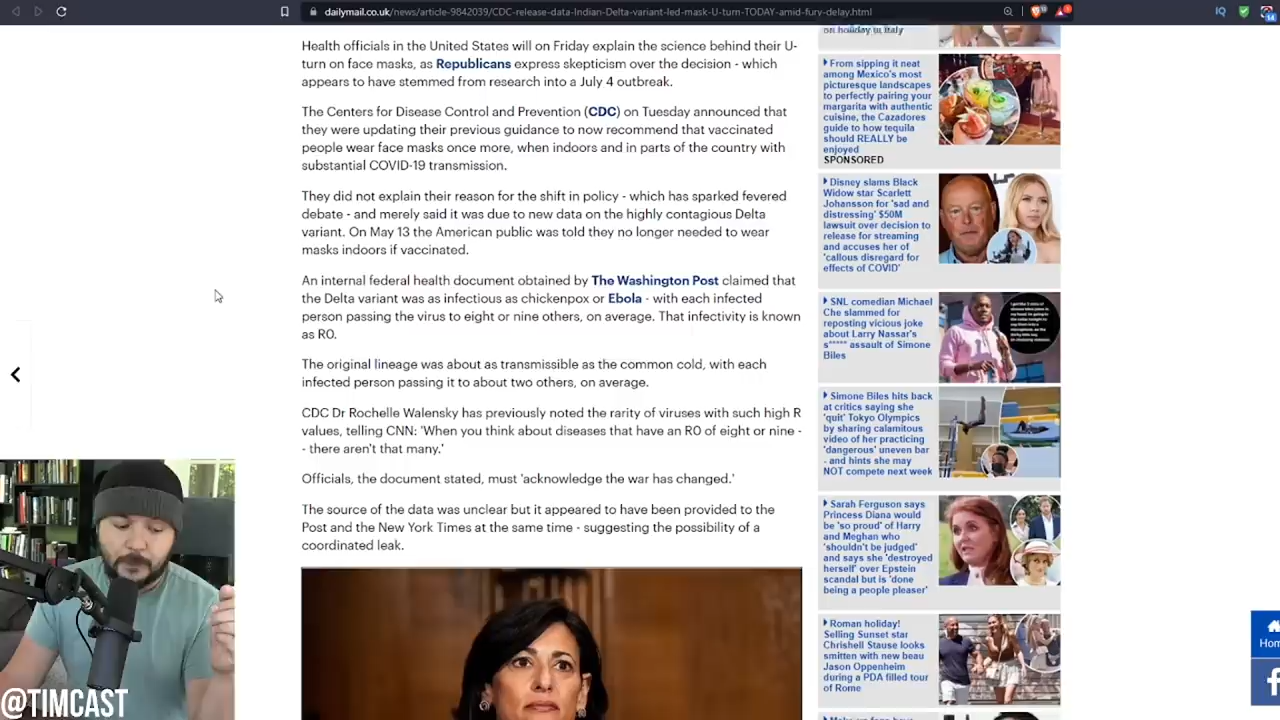 dailymail.co.uk/news/article-9842039/CDC-release-data-Indian-Delta-variant-led-mask-U-turn-TODAY-amid-fury-delay.html
Health officials in the United States will on Friday explain the science behind their U-
turn on face masks, as Republicans express skepticism over the decision - which
appears to have stemmed from research into a July 4 outbreak.
The Centers for Disease Control and Prevention (CDC) on Tuesday announced that
they were updating their previous guidance to now recommend that vaccinated
people wear face masks once more, when indoors and in parts of the country with
substantial COVID-19 transmission.
They did not explain their reason for the shift in policy - which has sparked fevered
debate - and merely said it was due to new data on the highly contagious Delta
variant. On May 13 the American public was told they no longer needed to wear
masks indoors if vaccinated.
An internal federal health document obtained by The Washington Post claimed that
the Delta variant was as infectious as chickenpox or Ebola - with each infected
person passing the virus to eight or nine others, on average. That infectivity is known
as R0.
The original lineage was about as transmissible as the common cold, with each
infected person passing it to about two others, on average.
CDC Dr Rochelle Walensky has previously noted the rarity of viruses with such high R
values, telling CNN: 'When you think about diseases that have an R0 of eight or nine -
- there aren't that many.'
Officials, the document stated, must 'acknowledge the war has changed.'
The source of the data was unclear but it appeared to have been provided to the
Post and the New York Times at the same time - suggesting the possibility of a
coordinated leak.
on holiday in Italy
From sipping it neat
among Mexico's most
picturesque landscapes
to perfectly pairing your
margarita with authentic
cuisine, the Cazadores
guide to how tequila
should REALLY be
enjoyed
SPONSORED
Disney slams Black
Widow star Scarlett
Johansson for 'sad and
distressing' $50M
lawsuit over decision to
release for streaming
and accuses her of
'callous disregard for
effects of COVID'
SNL comedian Michael
Che slammed for
reposting vicious joke
about Larry Nassar's
s***** assault of Simone
Biles
Simone Biles hits back
at critics saying she
'quit' Tokyo Olympics
by sharing calamitous
video of her practicing
'dangerous' uneven bar
- and hints she may
NOT compete next week
Sarah Ferguson says
Princess Diana would
be 'so proud' of Harry
and Meghan who
'shouldn't be judged'
and says she 'destroyed
herself' over Epstein
scandal but is 'done
being a people pleaser'
Roman holiday!
Selling Sunset star
Chrishell Stause looks
smitten with new beau
Jason Oppenheim
during a PDA filled tour
of Rome
Hom
@TIMCAST